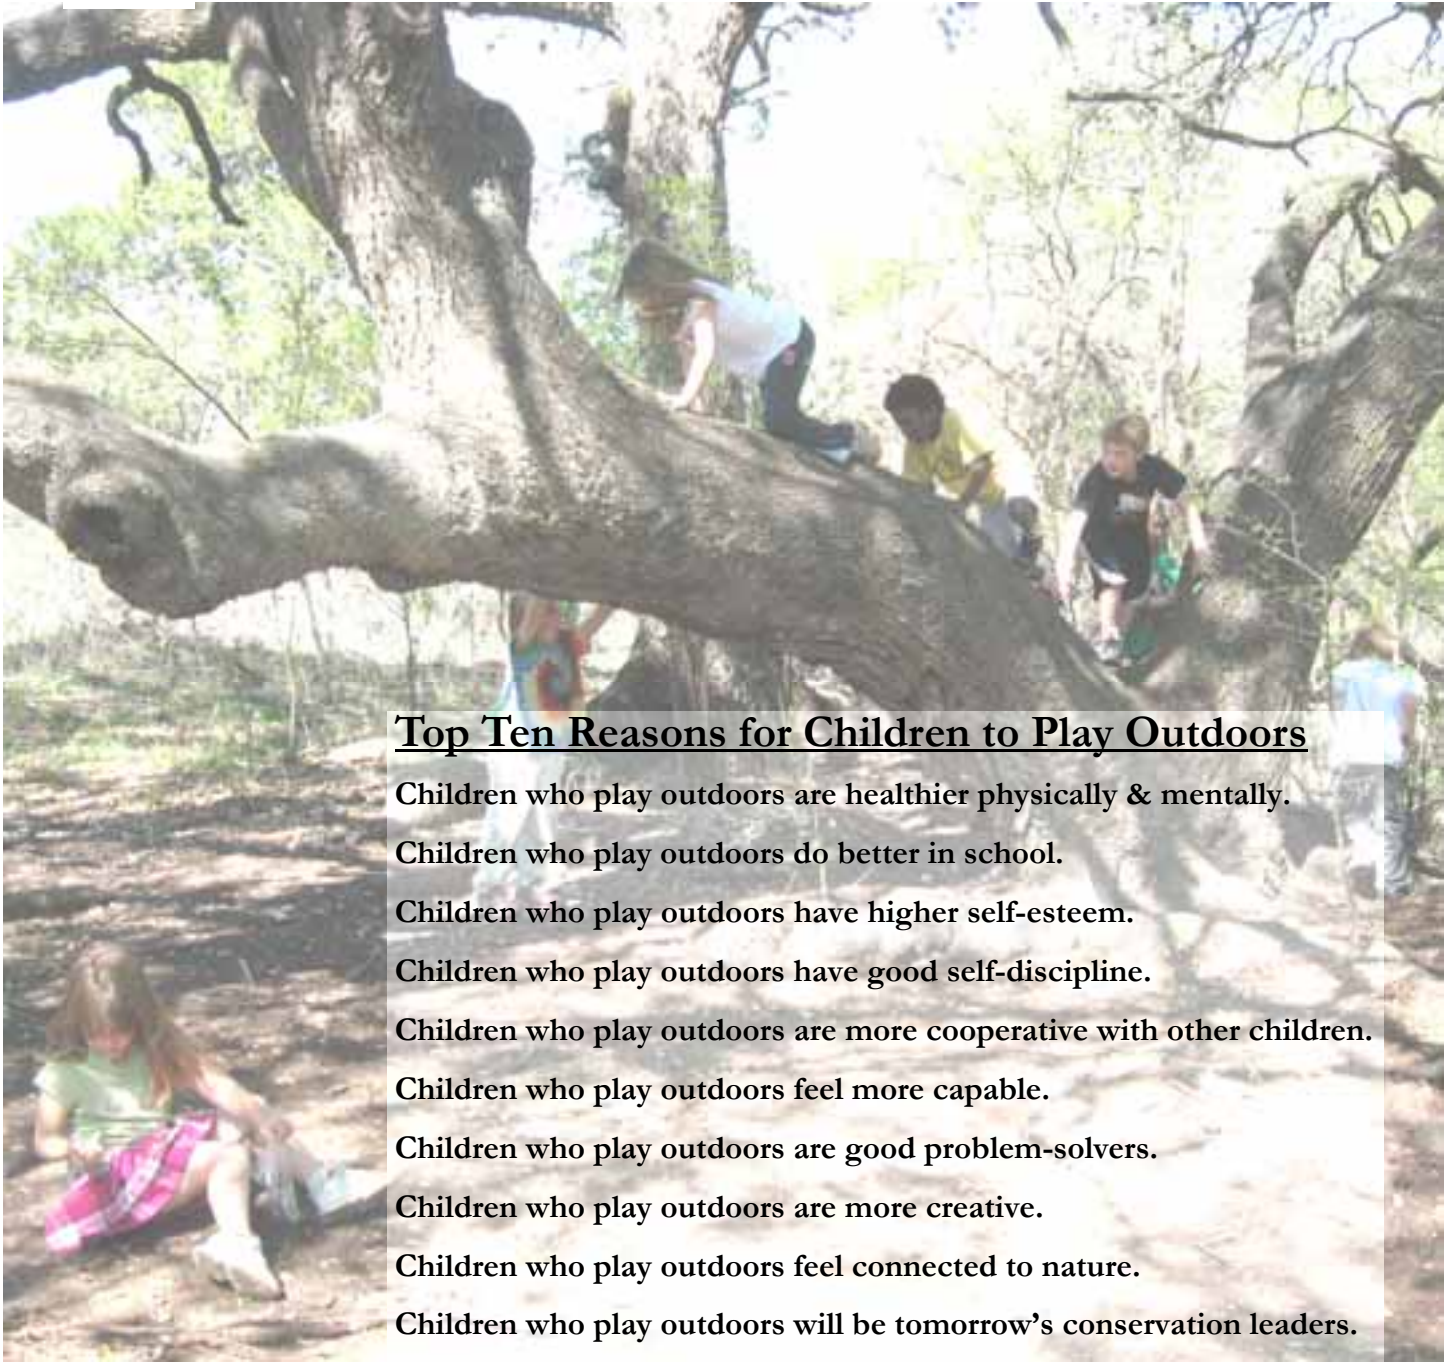 Top Ten Reasons for Children to Play Outdoors
Children who play outdoors are healthier physically & mentally.
Children who play outdoors do better in school.
Children who play outdoors have higher self-esteem.
Children who play outdoors have good self-discipline.
Children who play outdoors are more cooperative with other children.
Children who play outdoors feel more capable.
Children who play outdoors are good problem-solvers.
Children who play outdoors are more creative.
Children who play outdoors feel connected to nature.
Children who play outdoors will be tomorrow’s conservation leaders.